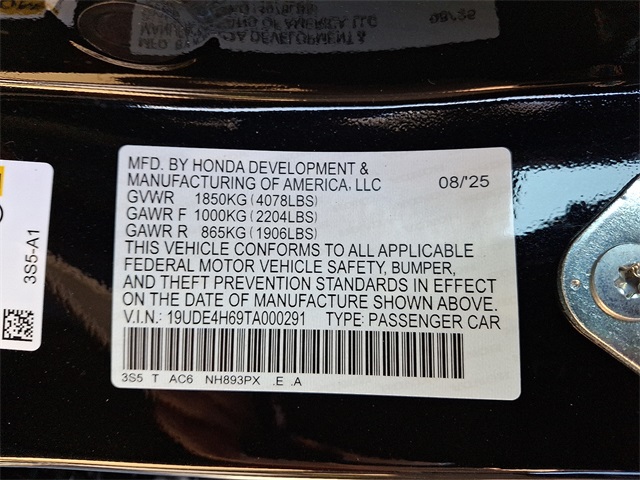 MFD. BY HONDA DEVELOPMENT &
MANUFACTURING OF AMERICA, LLC 08/'25
GVWR 1850KG (4078LBS)
GAWR F 1000KG (2204LBS)
GAWR R 865KG (1906LBS)
THIS VEHICLE CONFORMS TO ALL APPLICABLE
FEDERAL MOTOR VEHICLE SAFETY, BUMPER,
AND THEFT PREVENTION STANDARDS IN EFFECT
ON THE DATE OF MANUFACTURE SHOWN ABOVE.
V.I.N.: 19UDE4H69TA000291 TYPE: PASSENGER CAR
3S5 T AC6 NH893PX .E .A
3S5-A1